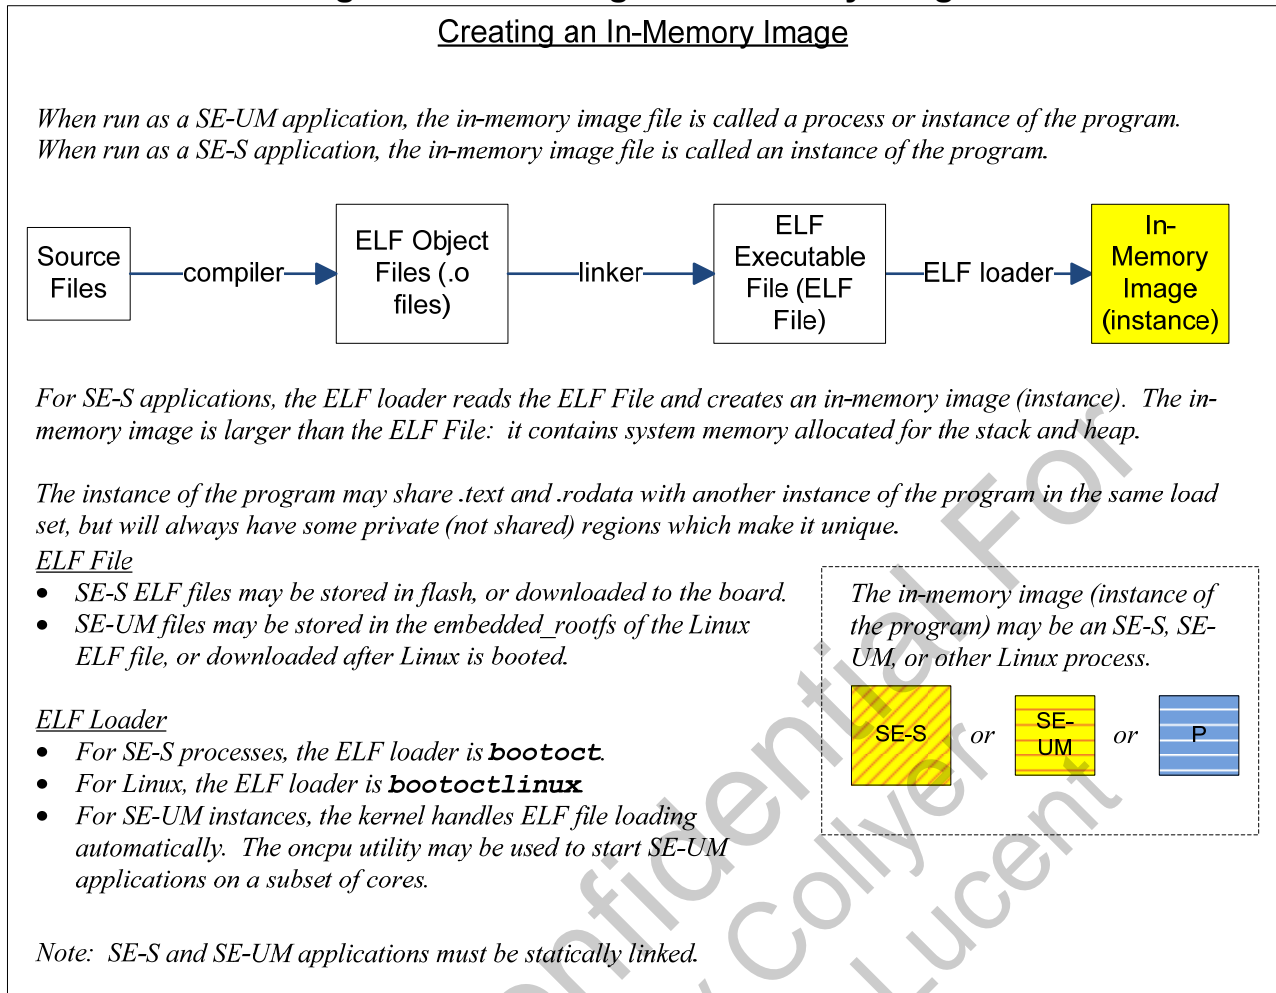 Creating an In-Memory Image
When run as a SE-UM application, the in-memory image file is called a process or instance of the program.
When run as a SE-S application, the in-memory image file is called an instance of the program.
Source
Files
compiler
ELF Object
Files (.o
files)
linker
ELF
Executable
File (ELF
File)
ELF loader
In-
Memory
Image
(instance)
For SE-S applications, the ELF loader reads the ELF File and creates an in-memory image (instance).  The in-
memory image is larger than the ELF File:  it contains system memory allocated for the stack and heap.
The instance of the program may share .text and .rodata with another instance of the program in the same load
set, but will always have some private (not shared) regions which make it unique.
ELF File
• SE-S ELF files may be stored in flash, or downloaded to the board.
• SE-UM files may be stored in the embedded_rootfs of the Linux
ELF file, or downloaded after Linux is booted.
The in-memory image (instance of
the program) may be an SE-S, SE-
UM, or other Linux process.
SE-S
or
SE-
UM
or
P
ELF Loader
• For SE-S processes, the ELF loader is bootoct.
• For Linux, the ELF loader is bootoctlinux
• For SE-UM instances, the kernel handles ELF file loading
automatically.  The oncpu utility may be used to start SE-UM
applications on a subset of cores.
Note:  SE-S and SE-UM applications must be statically linked.
For
Collyer
Lucent